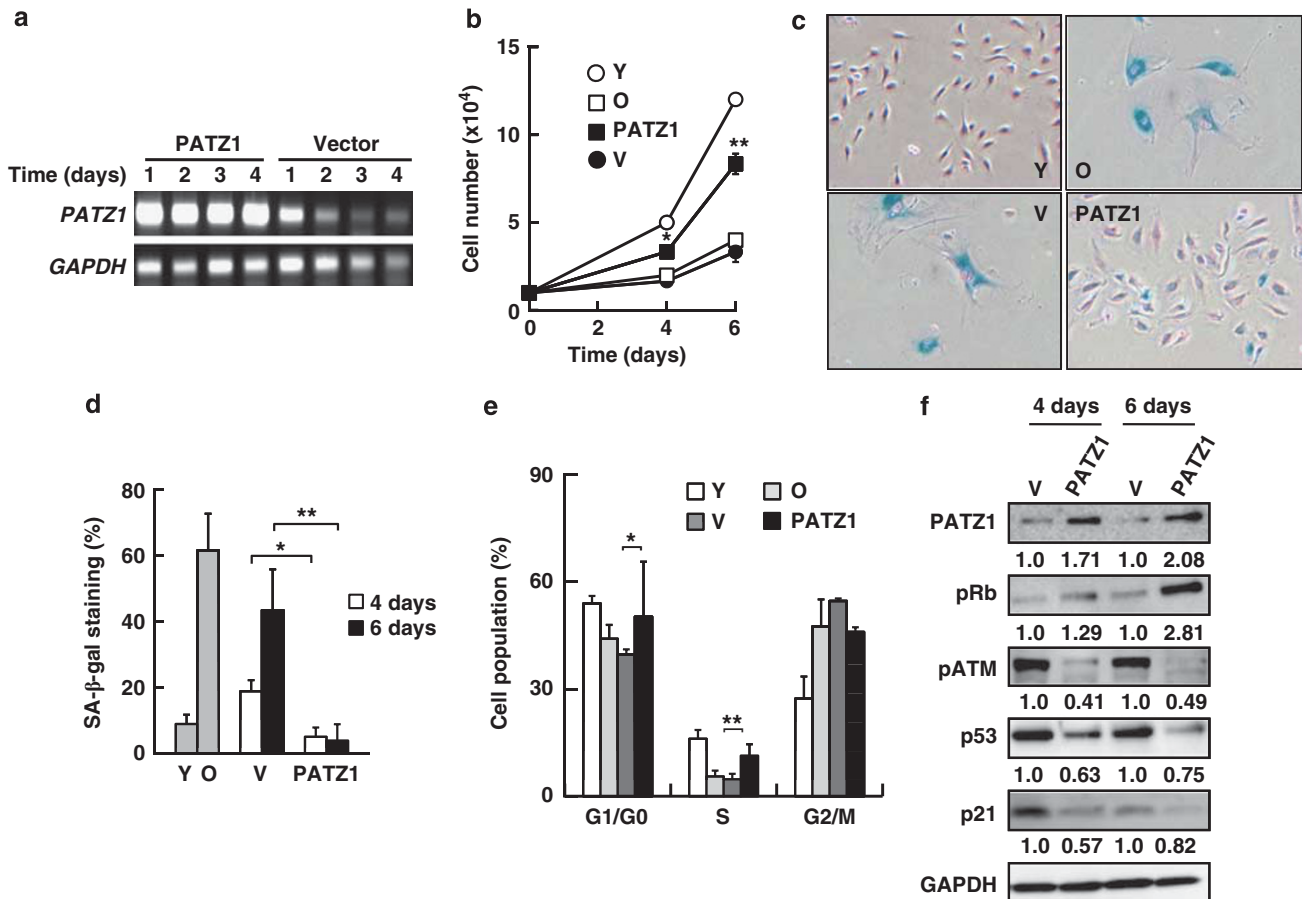 a
PATZ1 Vector
Time (days) 1 2 3 4 1 2 3 4
PATZ1
GAPDH
b
Cell number (x10⁴)
15
10
5
0
0 2 4 6
Time (days)
Y
O
PATZ1
V
*
**
c
Y
O
V
PATZ1
d
SA-β-gal staining (%)
80
60
40
20
0
Y O V PATZ1
*
**
4 days
6 days
e
Cell population (%)
90
60
30
0
G1/G0 S G2/M
Y O
V PATZ1
*
**
f
4 days 6 days
V PATZ1 V PATZ1
PATZ1
1.0 1.71 1.0 2.08
pRb
1.0 1.29 1.0 2.81
pATM
1.0 0.41 1.0 0.49
p53
1.0 0.63 1.0 0.75
p21
1.0 0.57 1.0 0.82
GAPDH